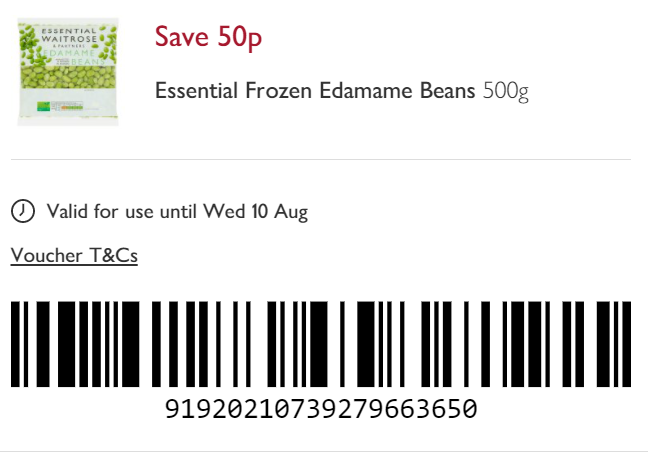 ESSENTIAL
WAITROSE
& PARTNERS
EDAMAME
BEANS
Save 50p
Essential Frozen Edamame Beans 500g
Valid for use until Wed 10 Aug
Voucher T&Cs
91920210739279663650